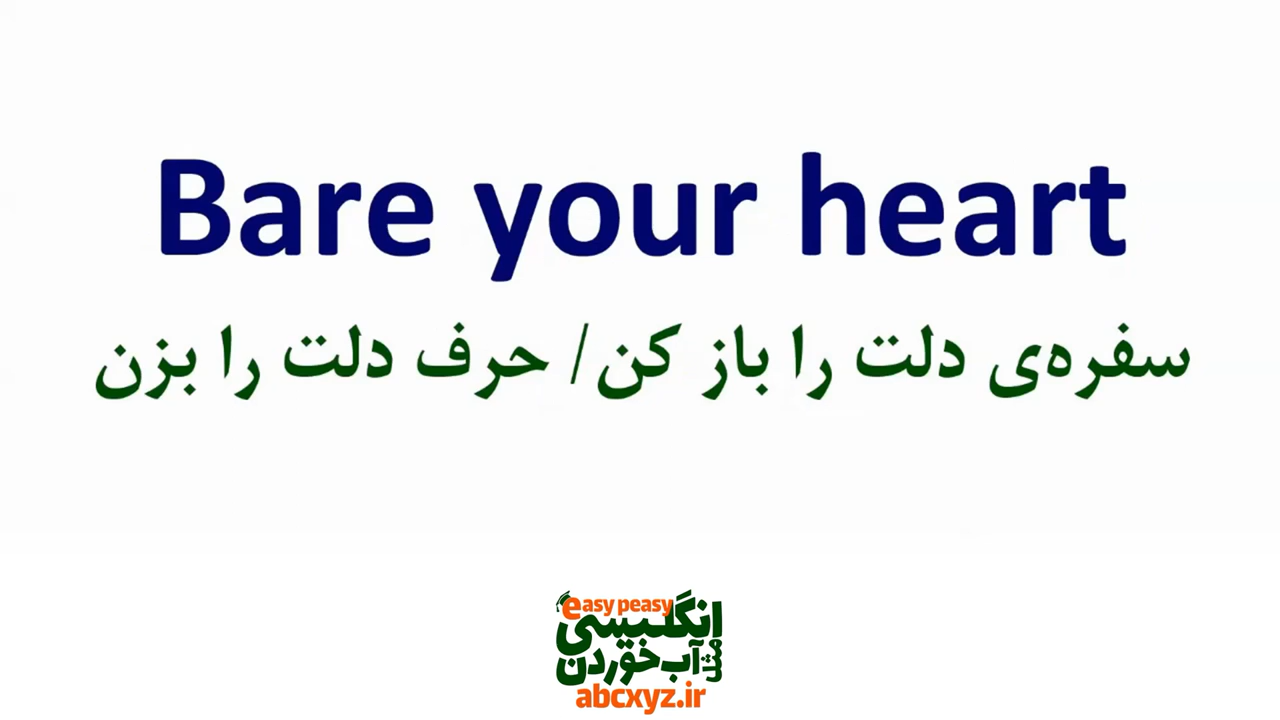 Bare your heart
سفره‌ی دلت را باز کن/ حرف دلت را بزن
easy peasy
انگلیسی
مثل آب خوردن
abcxyz.ir